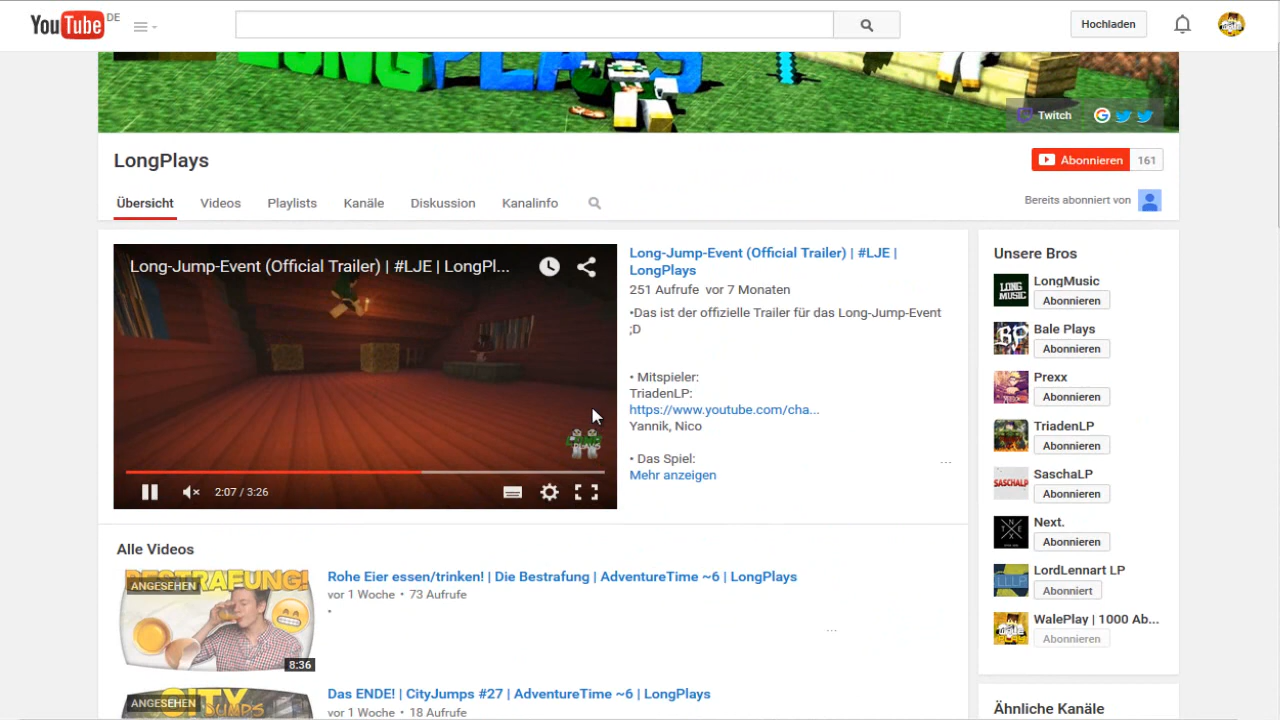 YouTube DE
Hochladen
LONGPLAYS
Twitch
LongPlays
Abonnieren 161
Übersicht Videos Playlists Kanäle Diskussion Kanalinfo
Bereits abonniert von
Long-Jump-Event (Official Trailer) | #LJE | LongPl...
2:07 / 3:26
Long-Jump-Event (Official Trailer) | #LJE |
LongPlays
251 Aufrufe vor 7 Monaten
•Das ist der offizielle Trailer für das Long-Jump-Event
;D
• Mitspieler:
TriadenLP:
https://www.youtube.com/cha...
Yannik, Nico
• Das Spiel:
...
Mehr anzeigen
Unsere Bros
LONG
MUSIC
LongMusic
Abonnieren
BP
Bale Plays
Abonnieren
Prexx
Abonnieren
TriadenLP
Abonnieren
SASCHALP
SaschaLP
Abonnieren
Next.
Abonnieren
LLLP
LordLennart LP
Abonniert
WalePlay | 1000 Ab...
Abonnieren
Ähnliche Kanäle
Alle Videos
BESTRAFUNG!
ANGESEHEN
8:36
Rohe Eier essen/trinken! | Die Bestrafung | AdventureTime ~6 | LongPlays
vor 1 Woche • 73 Aufrufe
•
...
CITY
JUMPS
ANGESEHEN
Das ENDE! | CityJumps #27 | AdventureTime ~6 | LongPlays
vor 1 Woche • 18 Aufrufe